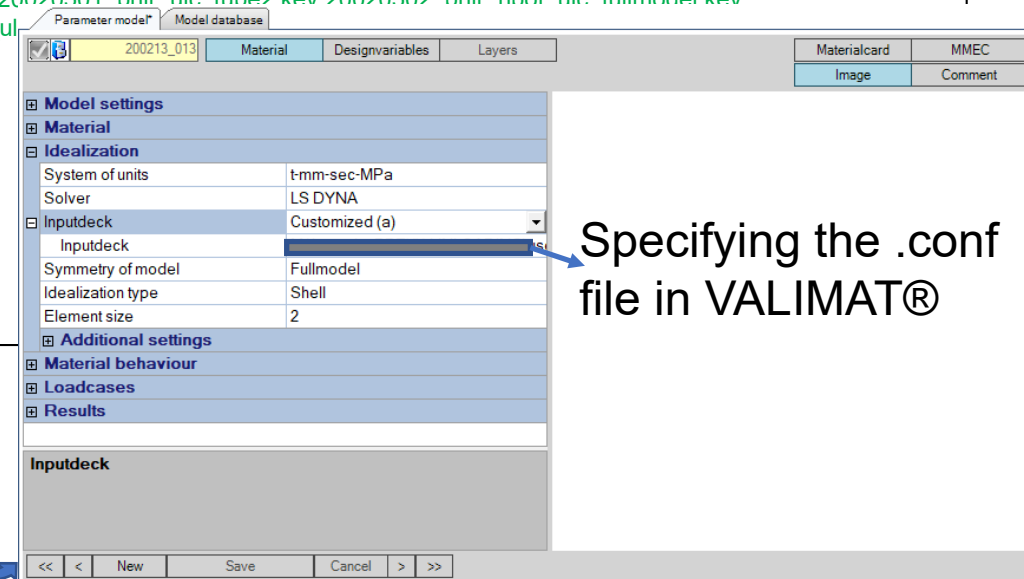 Parameter model* Model database
200213_013 Material Designvariables Layers Materialcard MMEC
Image Comment
Model settings
Material
Idealization
System of units t-mm-sec-MPa
Solver LS DYNA
Inputdeck Customized (a)
Inputdeck
Symmetry of model Fullmodel
Idealization type Shell
Element size 2
Additional settings
Material behaviour
Loadcases
Results
Inputdeck
<< < New Save Cancel > >>
Specifying the .conf
file in VALIMAT®